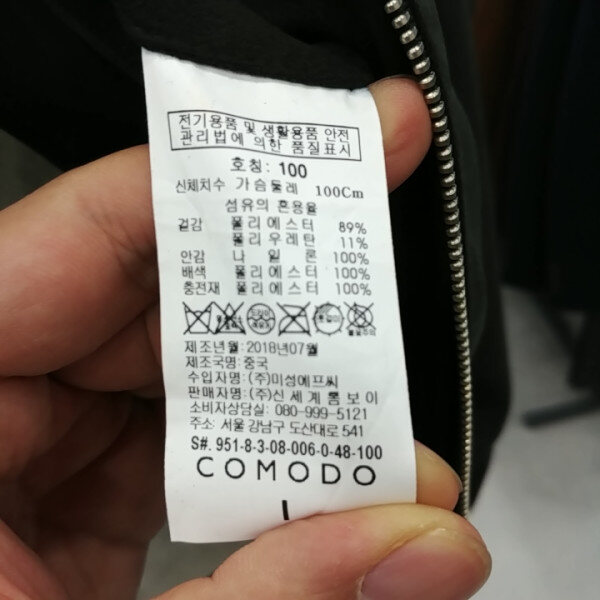 전기용품 및 생활용품 안전
관리법에 의한 품질표시
호칭: 100
신체치수 가슴둘레 100Cm
섬유의 혼용율
겉감 폴리에스터 89%
폴리우레탄 11%
안감 나일론 100%
배색 폴리에스터 100%
충전재 폴리에스터 100%
드라이
제조년월:2018년07월
제조국명:중국
수입자명:(주)미성에프씨
판매자명:(주)신세계톰보이
소비자상담실: 080-999-5121
주소: 서울 강남구 도산대로 541
S#. 951-8-3-08-006-0-48-100
COMODO